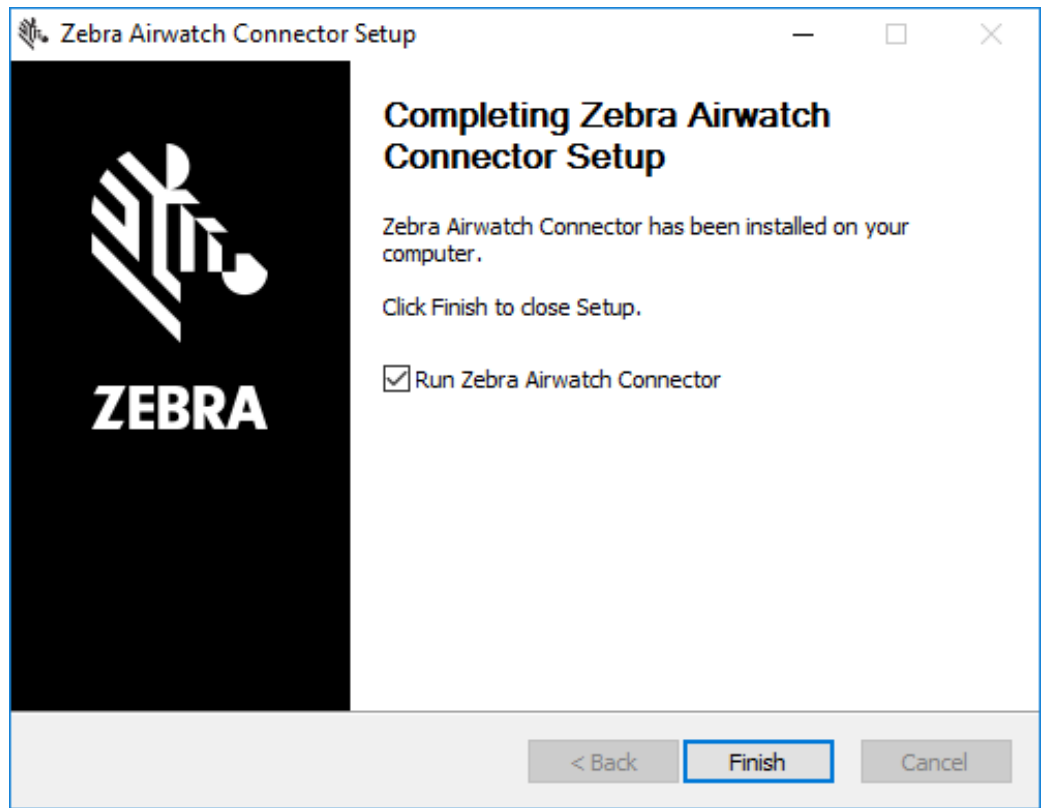 Zebra Airwatch Connector Setup
Completing Zebra Airwatch
Connector Setup
Zebra Airwatch Connector has been installed on your
computer.
Click Finish to close Setup.
Run Zebra Airwatch Connector
ZEBRA
< Back Finish Cancel